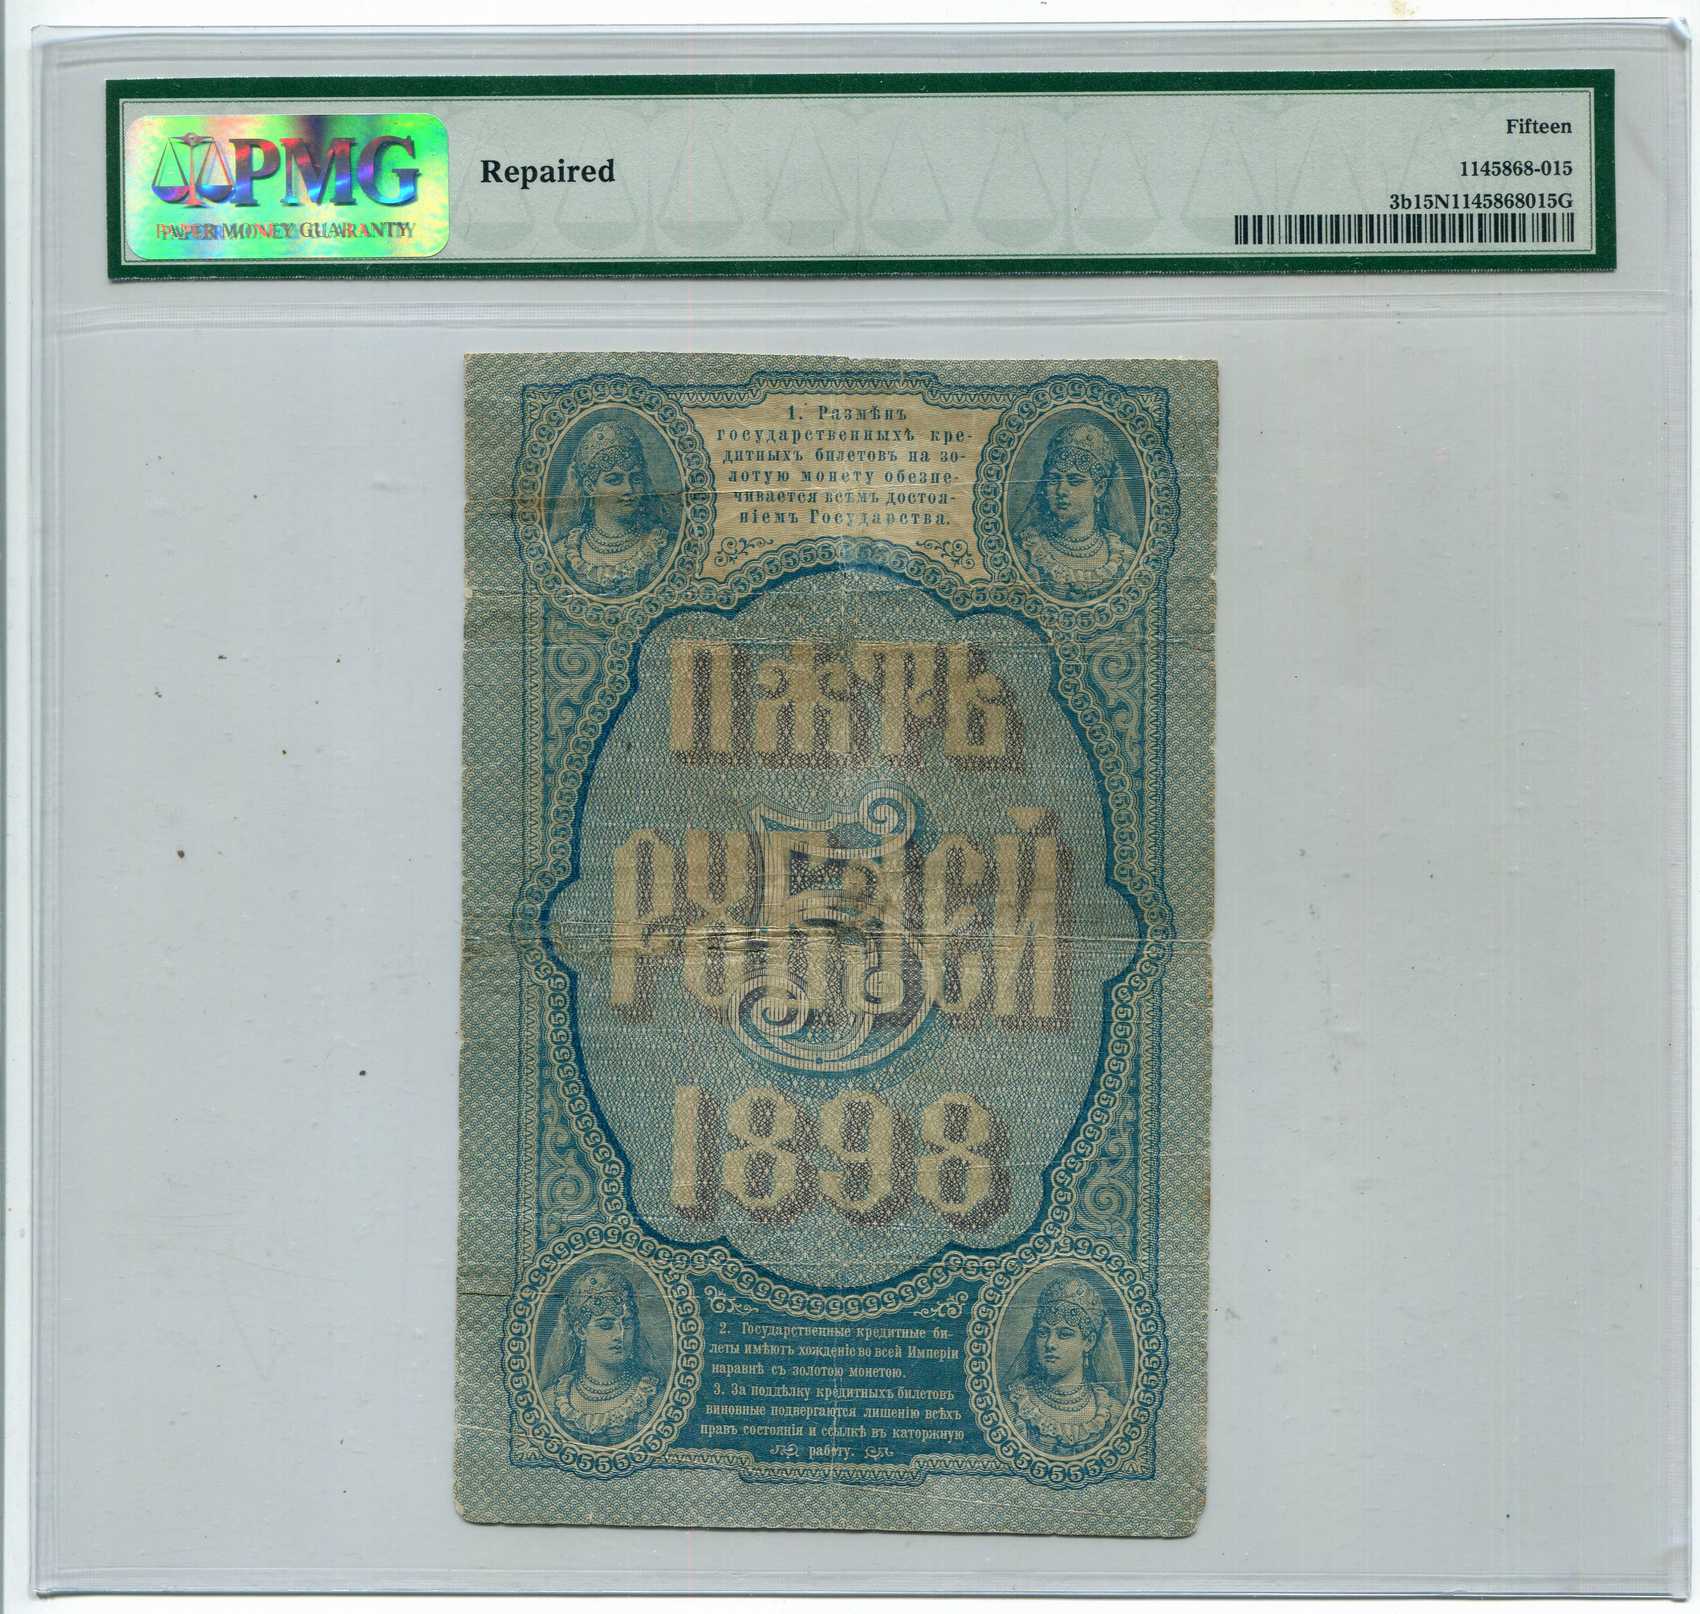 PMG
PAPER MONEY GUARANTY
Repaired
Fifteen
1145868-015
3b15N1145868015G
1. Размѣнъ
государственныхъ кре-
дитныхъ билетовъ на зо-
лотую монету обезпе-
чивается всѣмъ достоя-
ніемъ Государства.
ПЯТЬ
РУБЛЕЙ
5
1898
2. Государственные кредитные би-
леты имѣютъ хожденіе во всей Имперіи
наравнѣ съ золотою монетою.
3. За поддѣлку кредитныхъ билетовъ
виновные подвергаются лишенію всѣхъ
правъ состоянія и ссылкѣ въ каторжную
работу.